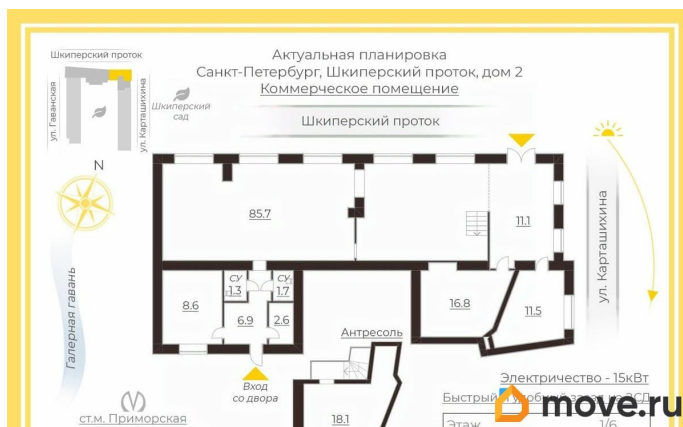 Шкиперский проток
Актуальная планировка
Санкт-Петербург, Шкиперский проток, дом 2
Коммерческое помещение
ул. Гаванская
ул. Карташихина
Шкиперский
сад
Шкиперский проток
N
85.7
11.1
ул. Карташихина
Галерная гавань
СУ
1.3
СУ
1.7
8.6
6.9
2.6
16.8
11.5
Антресоль
Вход
со двора
18.1
ст.м. Приморская
Электричество - 15кВт
Быстрый удобный заезд
Этаж
1/6
move.ru